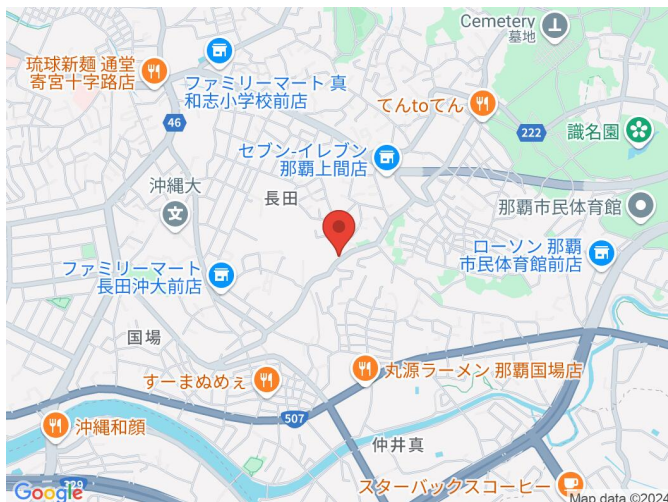 Cemetery
墓地
琉球新麺 通堂
寄宮十字路店
ファミリーマート 真
和志小学校前店
てんtoてん
46
222
識名園
セブン-イレブン
那覇上間店
沖縄大
長田
那覇市民体育館
ローソン 那覇
市民体育館前店
ファミリーマート
長田沖大前店
国場
すーまぬめぇ
丸源ラーメン 那覇国場店
507
沖縄和顔
仲井真
329
スターバックスコーヒー
Google
Map data ©2024